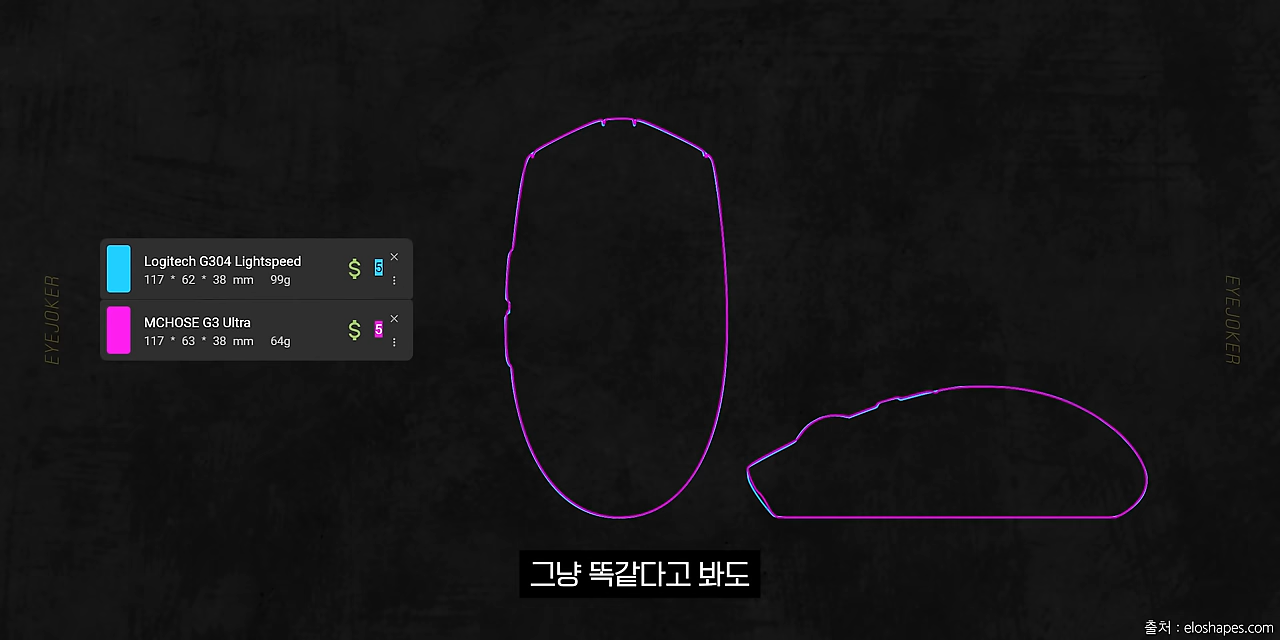 Logitech G304 Lightspeed
117 * 62 * 38 mm 99g
$ 5
MCHOSE G3 Ultra
117 * 63 * 38 mm 64g
$ 5
EYEJOKER
EYEJOKER
그냥 똑같다고 봐도
출처 : eloshapes.com